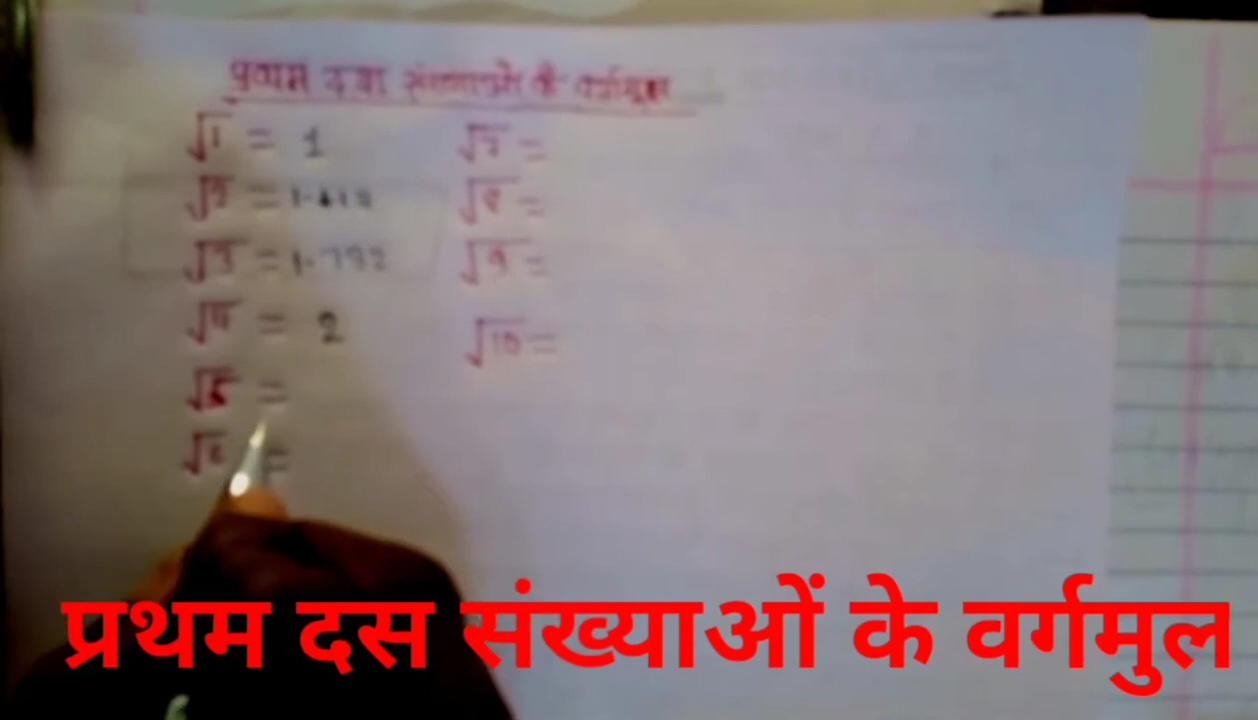 प्रथम दश संख्याओं के वर्गमूल
√1 = 1
√2 = 1.414
√3 = 1.732
√4 = 2
√5 =
√6 =
√7 =
√8 =
√9 =
√10 =
प्रथम दस संख्याओं के वर्गमुल